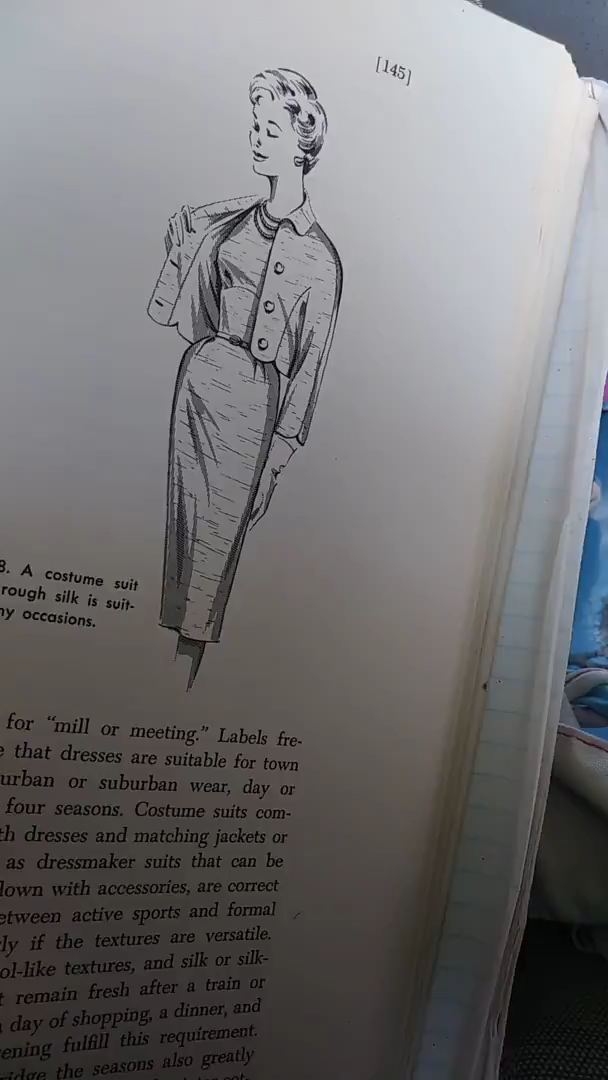 [145]
8. A costume suit
rough silk is suit-
ny occasions.
for “mill or meeting.” Labels fre-
that dresses are suitable for town
urban or suburban wear, day or
four seasons. Costume suits com-
th dresses and matching jackets or
as dressmaker suits that can be
down with accessories, are correct
etween active sports and formal
ly if the textures are versatile.
ol-like textures, and silk or silk-
t remain fresh after a train or
day of shopping, a dinner, and
ening fulfill this requirement.
ridge the seasons also greatly